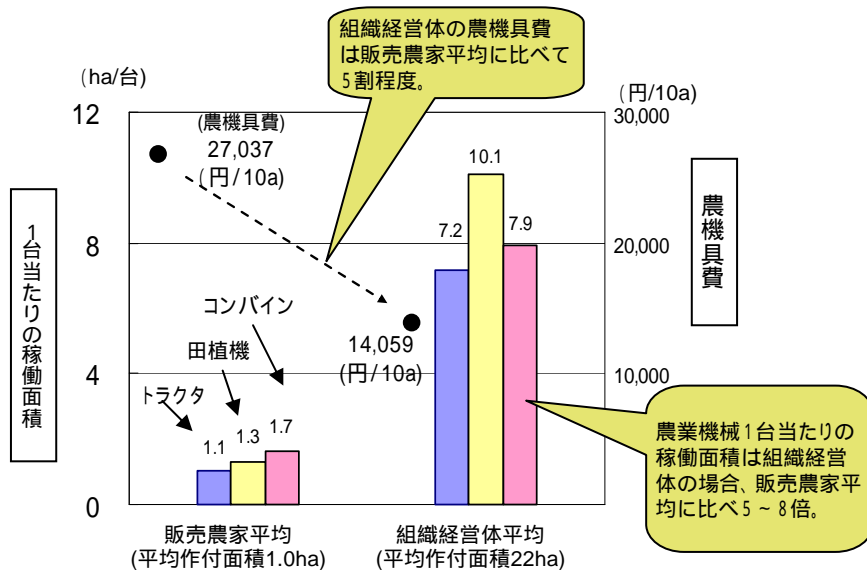 組織経営体の農機具費
は販売農家平均に比べて
5割程度。
(ha/台)
(円/10a)
12
8
4
0
30,000
20,000
10,000
1台当たりの稼働面積
農機具費
(農機具費)
27,037
(円/10a)
14,059
(円/10a)
トラクタ
田植機
コンバイン
1.1
1.3
1.7
7.2
10.1
7.9
農業機械1台当たりの
稼働面積は組織経営
体の場合、販売農家平
均に比べ5~8倍。
販売農家平均
(平均作付面積1.0ha)
組織経営体平均
(平均作付面積22ha)